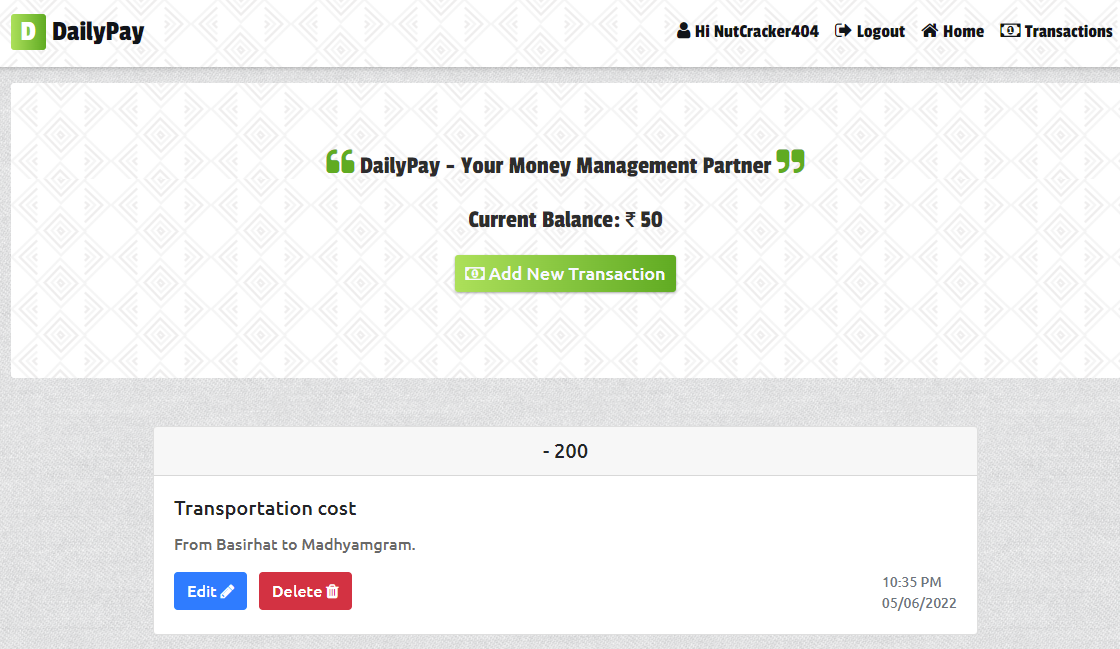 D DailyPay Hi NutCracker404 Logout Home Transactions
DailyPay - Your Money Management Partner
Current Balance: ₹ 50
Add New Transaction
- 200
Transportation cost
From Basirhat to Madhyamgram.
Edit Delete
10:35 PM
05/06/2022